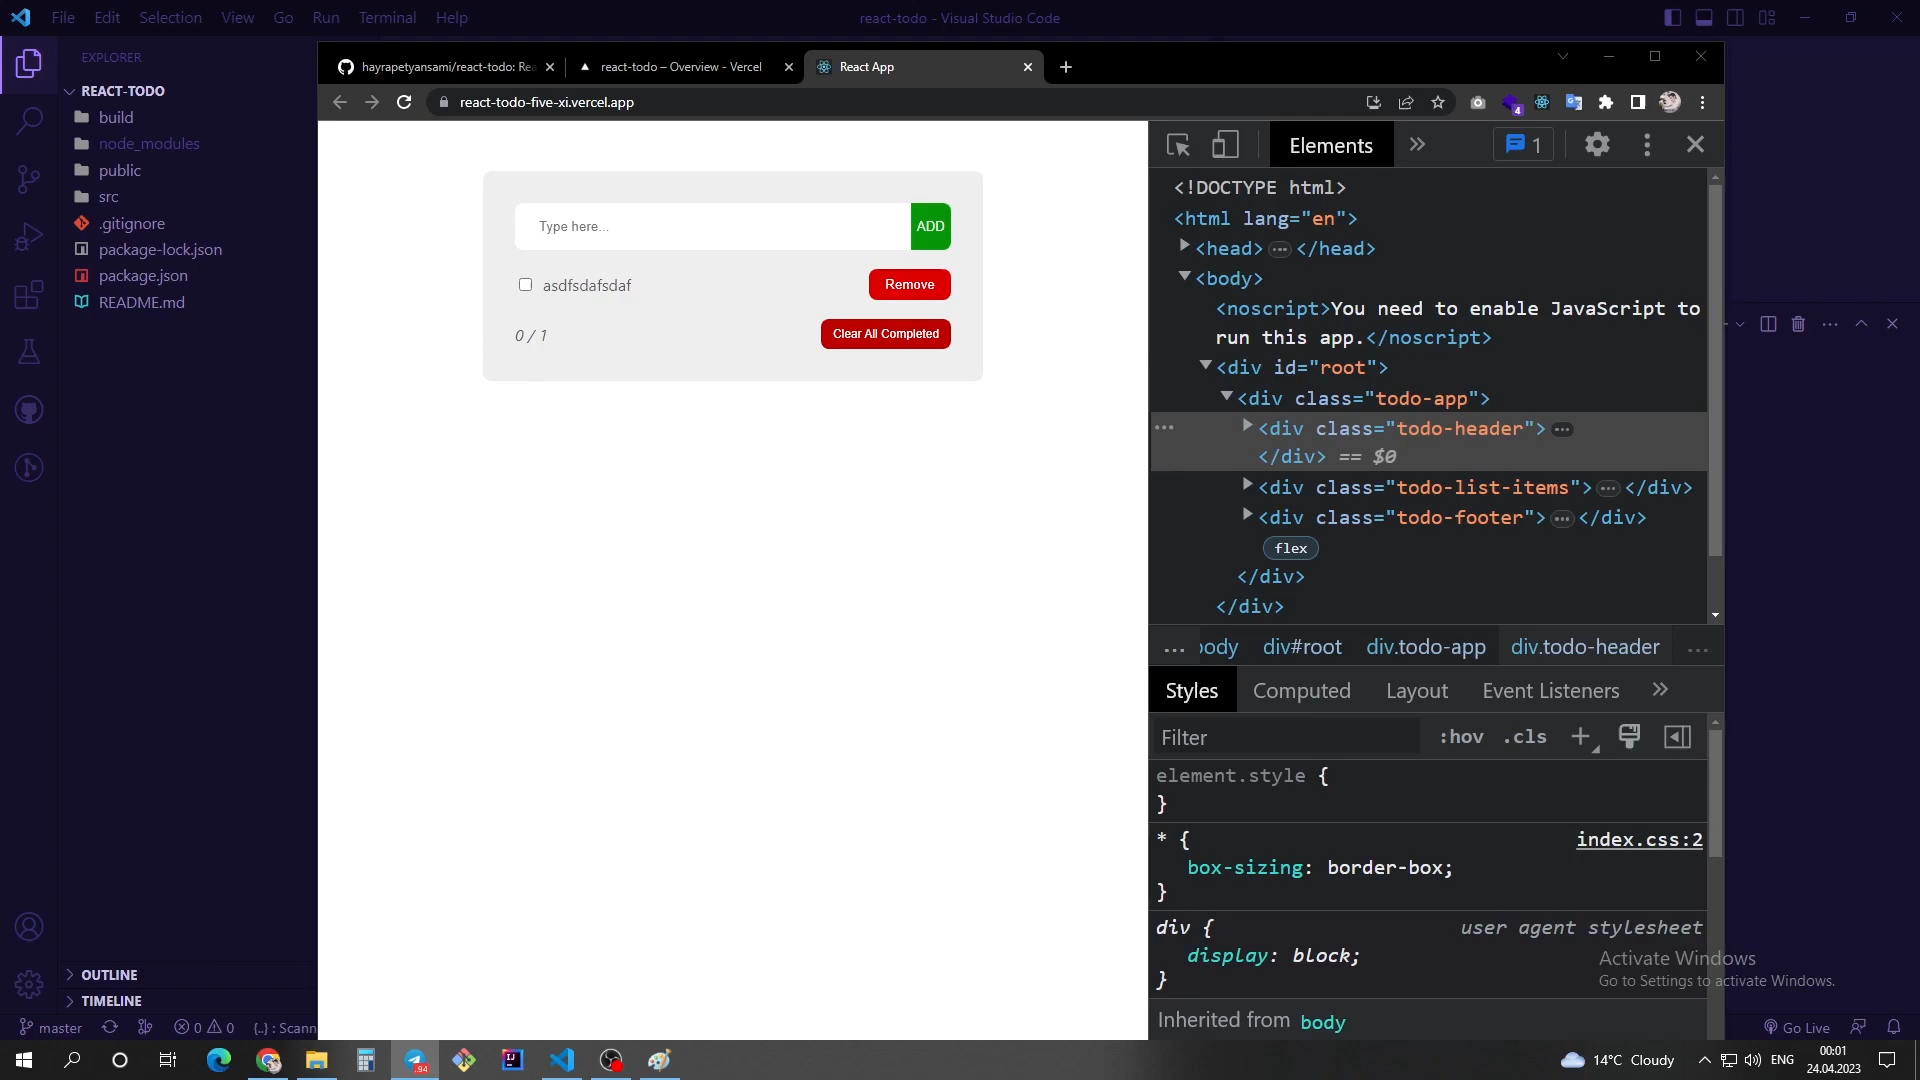 File Edit Selection View Go Run Terminal Help
react-todo - Visual Studio Code
EXPLORER
REACT-TODO
build
node_modules
public
src
.gitignore
package-lock.json
package.json
README.md
OUTLINE
TIMELINE
master
0 0
{..} : Scann
hayrapetyansami/react-todo: Rea
react-todo – Overview - Vercel
React App
react-todo-five-xi.vercel.app
4
Type here...
ADD
asdfsdafsdaf
Remove
0 / 1
Clear All Completed
Elements
1
<!DOCTYPE html>
<html lang="en">
<head> ... </head>
<body>
<noscript>You need to enable JavaScript to
run this app.</noscript>
<div id="root">
<div class="todo-app">
... <div class="todo-header"> ...
</div> == $0
<div class="todo-list-items"> ... </div>
<div class="todo-footer"> ... </div>
flex
</div>
</div>
... body div#root div.todo-app div.todo-header ...
Styles Computed Layout Event Listeners
Filter
:hov .cls
element.style {
}
* {
index.css:2
box-sizing: border-box;
}
div {
user agent stylesheet
display: block;
}
Inherited from body
Activate Windows
Go to Settings to activate Windows.
Go Live
94
14°C Cloudy
ENG
00:01
24.04.2023